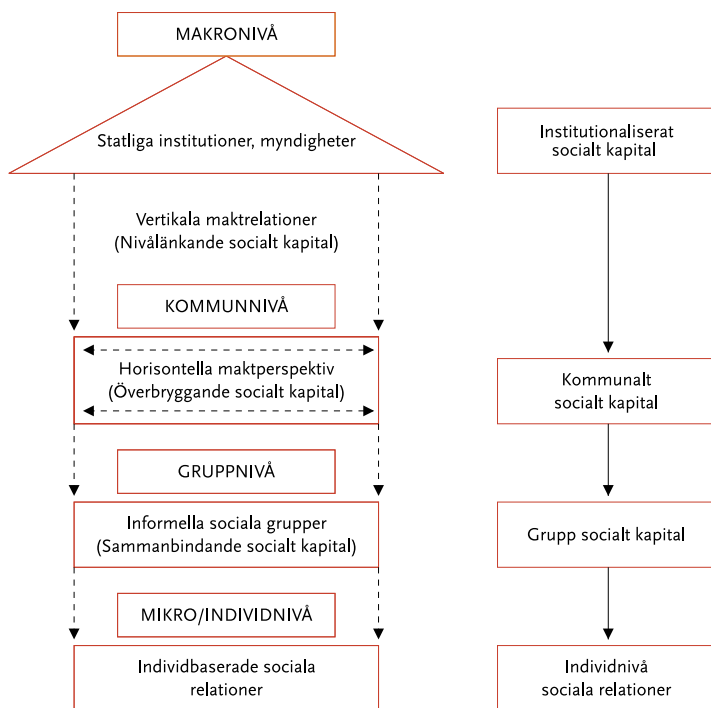 MAKRONIVÅ
Statliga institutioner, myndigheter
Institutionaliserat
socialt kapital
Vertikala maktrelationer
(Nivålänkande socialt kapital)
KOMMUNNIVÅ
Horisontella maktperspektiv
(Överbryggande socialt kapital)
Kommunalt
socialt kapital
GRUPPNIVÅ
Informella sociala grupper
(Sammanbindande socialt kapital)
Grupp socialt kapital
MIKRO/INDIVIDNIVÅ
Individbaserade sociala
relationer
Individnivå
sociala relationer